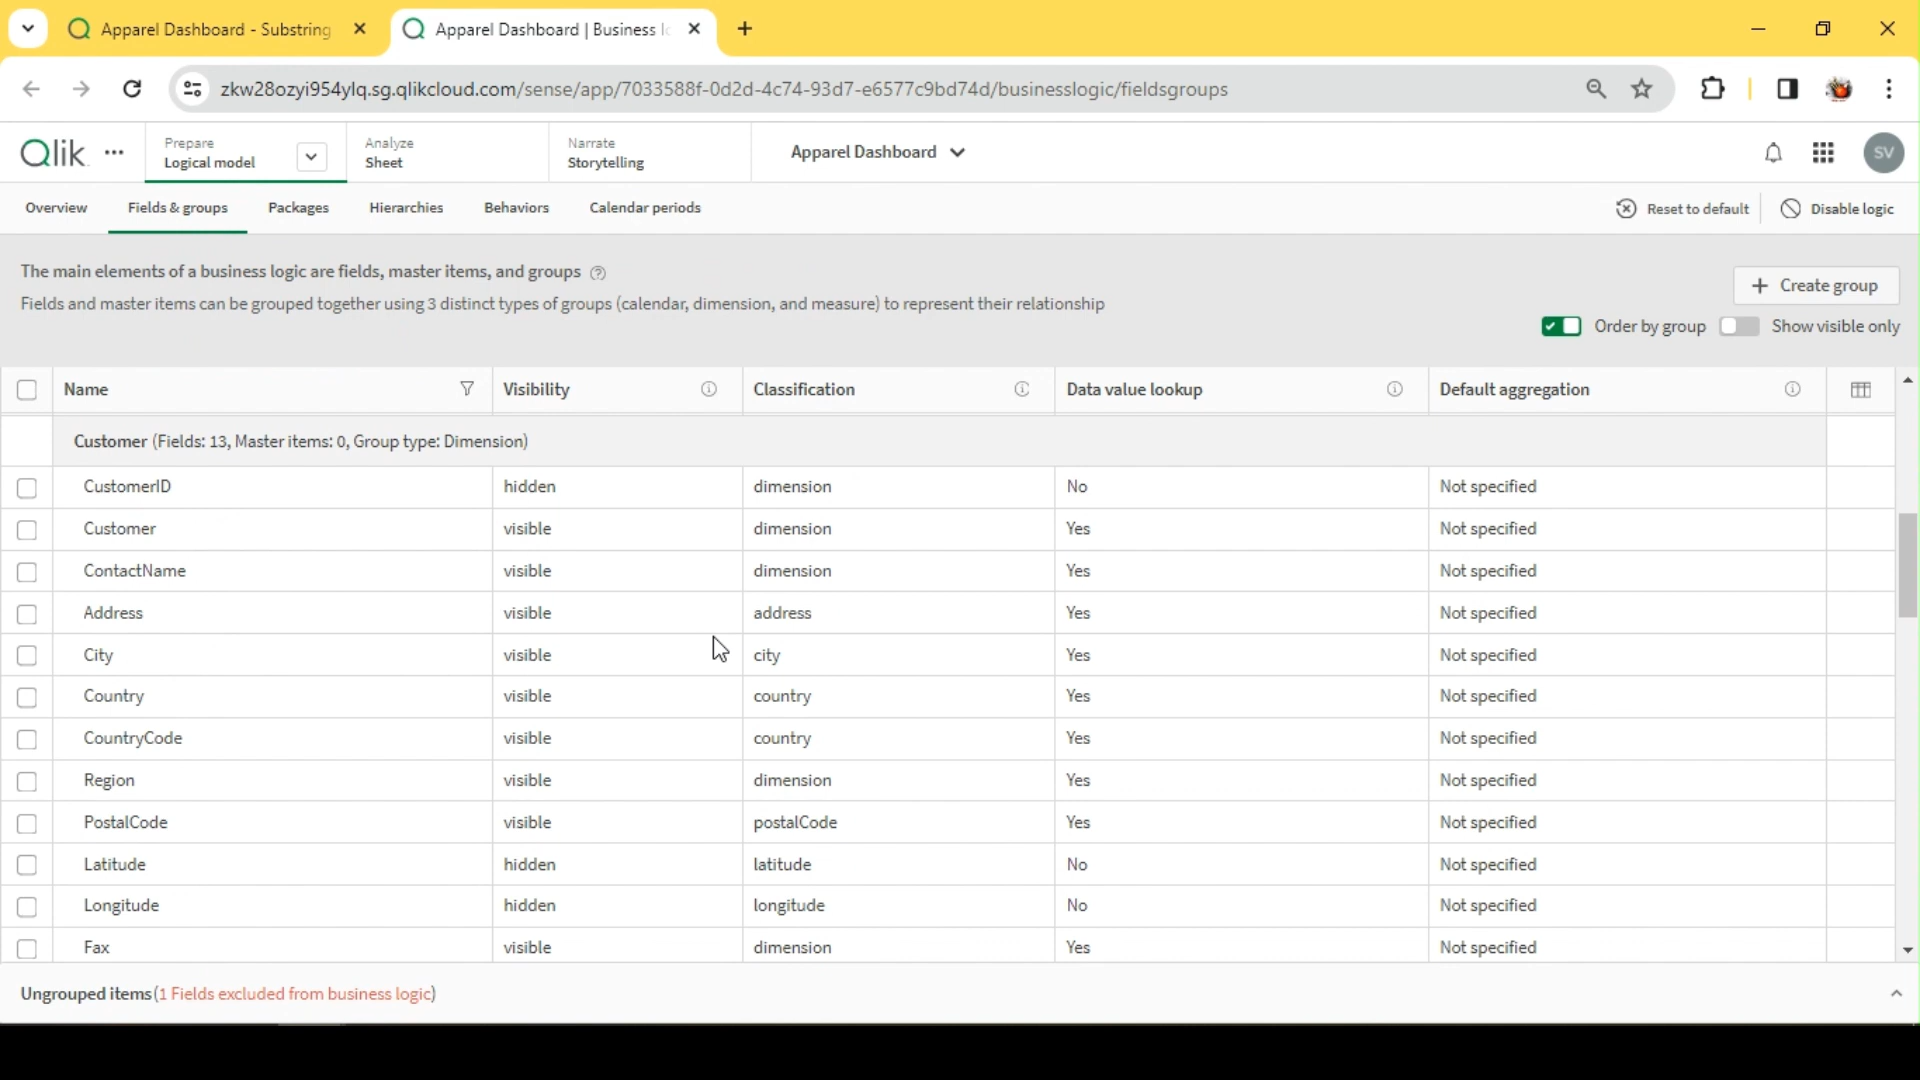 Apparel Dashboard - Substring
Apparel Dashboard | Business lo
zkw28ozyi954ylq.sg.qlikcloud.com/sense/app/7033588f-0d2d-4c74-93d7-e6577c9bd74d/businesslogic/fieldsgroups
Qlik
Prepare
Logical model
Analyze
Sheet
Narrate
Storytelling
Apparel Dashboard
SV
Overview
Fields & groups
Packages
Hierarchies
Behaviors
Calendar periods
Reset to default
Disable logic
The main elements of a business logic are fields, master items, and groups
Fields and master items can be grouped together using 3 distinct types of groups (calendar, dimension, and measure) to represent their relationship
+ Create group
Order by group
Show visible only
Name Visibility Classification Data value lookup Default aggregation
Customer (Fields: 13, Master items: 0, Group type: Dimension)
CustomerID hidden dimension No Not specified
Customer visible dimension Yes Not specified
ContactName visible dimension Yes Not specified
Address visible address Yes Not specified
City visible city Yes Not specified
Country visible country Yes Not specified
CountryCode visible country Yes Not specified
Region visible dimension Yes Not specified
PostalCode visible postalCode Yes Not specified
Latitude hidden latitude No Not specified
Longitude hidden longitude No Not specified
Fax visible dimension Yes Not specified
Ungrouped items(1 Fields excluded from business logic)